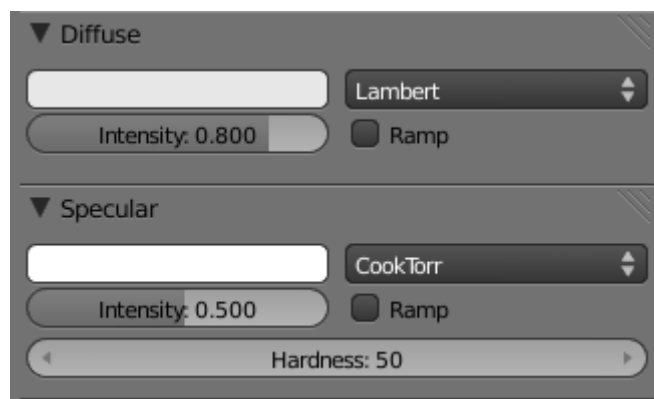 Diffuse
Lambert
Intensity: 0.800
Ramp
Specular
CookTorr
Intensity: 0.500
Ramp
Hardness: 50